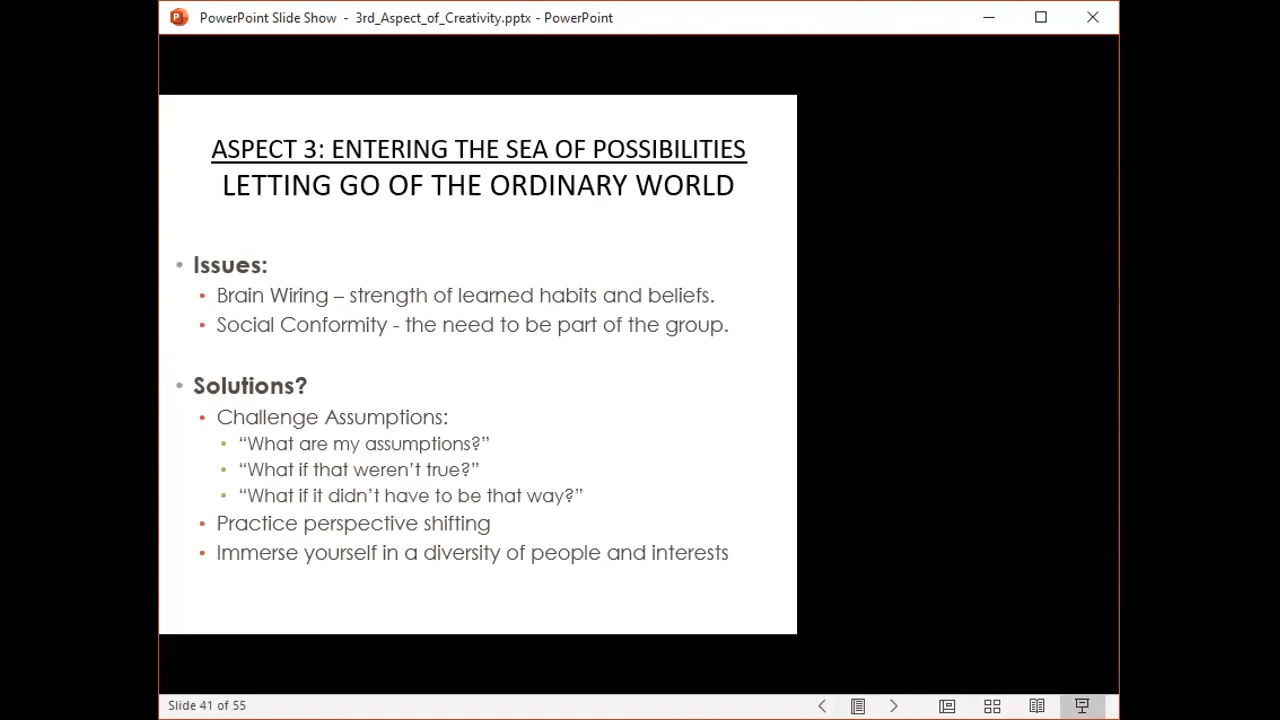 PowerPoint Slide Show - 3rd_Aspect_of_Creativity.pptx - PowerPoint
ASPECT 3: ENTERING THE SEA OF POSSIBILITIES
LETTING GO OF THE ORDINARY WORLD
• Issues:
• Brain Wiring – strength of learned habits and beliefs.
• Social Conformity - the need to be part of the group.
• Solutions?
• Challenge Assumptions:
• “What are my assumptions?”
• “What if that weren’t true?”
• “What if it didn’t have to be that way?”
• Practice perspective shifting
• Immerse yourself in a diversity of people and interests
Slide 41 of 55